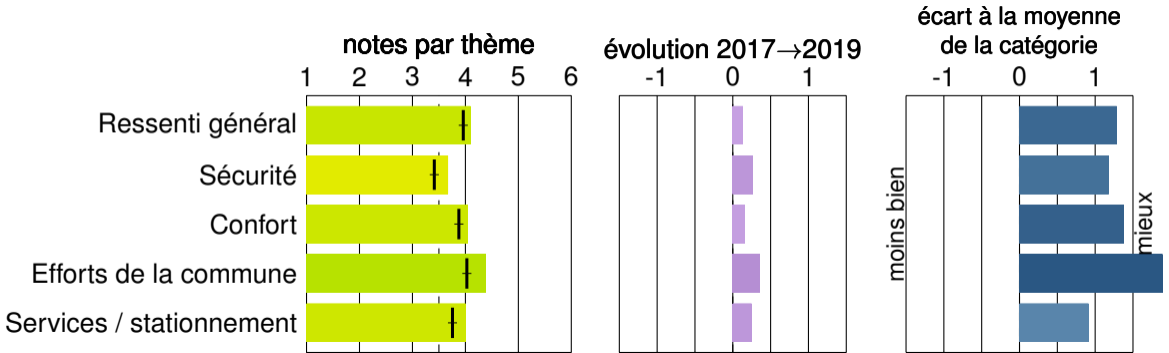 notes par thème
1 2 3 4 5 6
évolution 2017→2019
-1 0 1
écart à la moyenne
de la catégorie
-1 0 1
Ressenti général
Sécurité
Confort
Efforts de la commune
Services / stationnement
moins bien
mieux